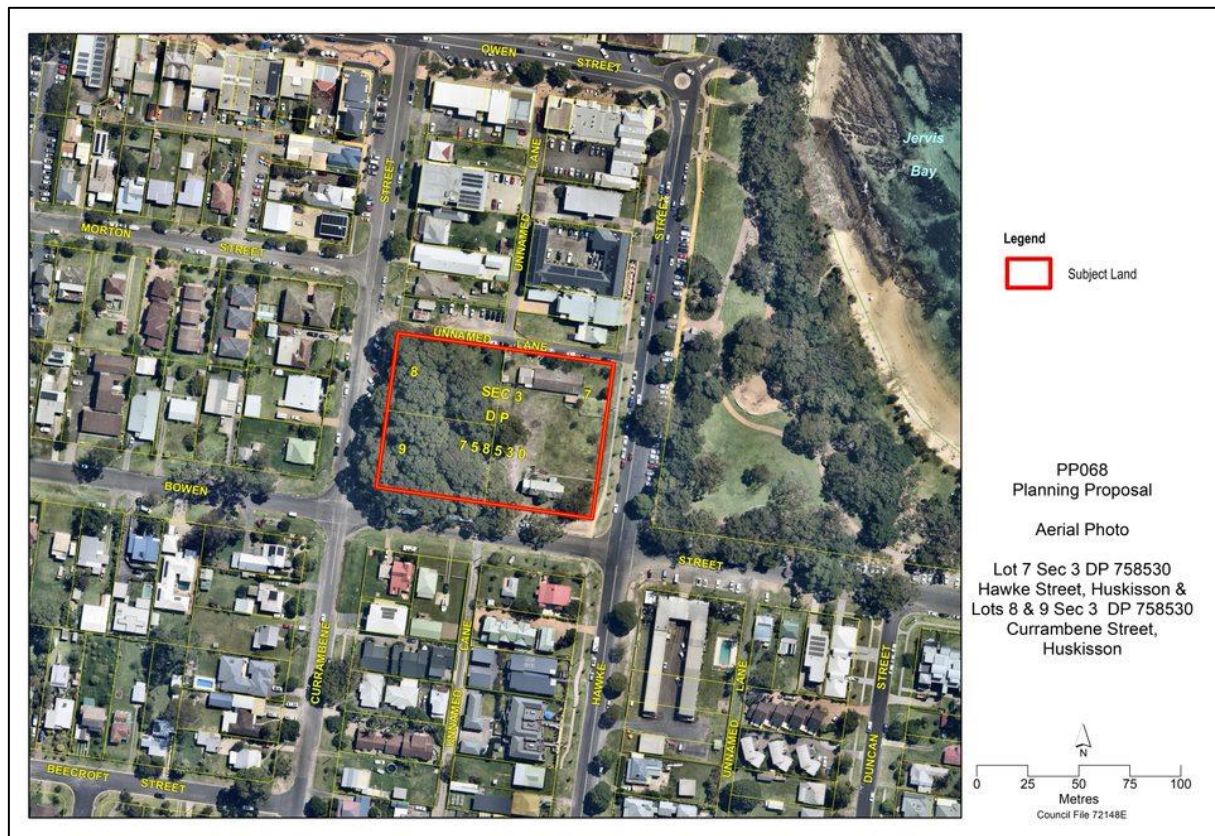 OWEN
STREET
STREET
LANE
UNNAMED
STREET
Jervis
Bay
MORTON
STREET
UNNAMED
LANE
8
SEC 3
7
D P
9
7 5 8 5 3 0
BOWEN
STREET
CURRAMBENE
LANE
UNNAMED
HAWKE
LANE
UNNAMED
STREET
DUNCAN
BEECROFT
STREET
Legend
Subject Land
PP068
Planning Proposal
Aerial Photo
Lot 7 Sec 3 DP 758530
Hawke Street, Huskisson &
Lots 8 & 9 Sec 3 DP 758530
Currambene Street,
Huskisson
N
0 25 50 75 100
Metres
Council File 72148E